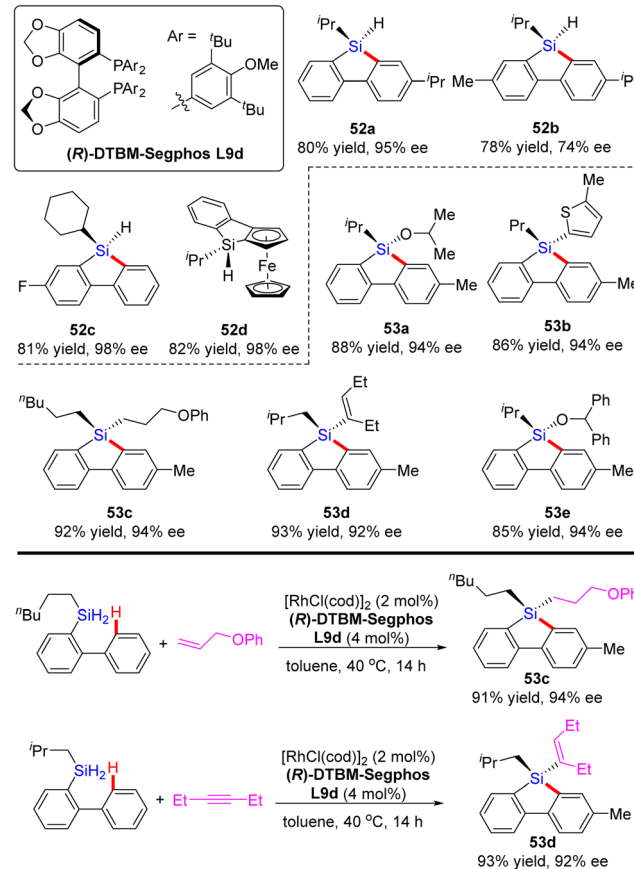 O
O
O
O
PAr2
PAr2
Ar =
tBu
OMe
tBu
(R)-DTBM-Segphos L9d
iPr
H
Si
iPr
52a
80% yield, 95% ee
iPr
H
Si
Me
52b
78% yield, 74% ee
H
Si
F
52c
81% yield, 98% ee
Si
iPr
H
Fe
52d
82% yield, 98% ee
iPr
O
Me
Me
Si
Me
53a
88% yield, 94% ee
Me
S
iPr
Si
53b
86% yield, 94% ee
nBu
OPh
Si
Me
53c
92% yield, 94% ee
Et
iPr
Et
Si
Me
53d
93% yield, 92% ee
Ph
iPr
O
Ph
Si
Me
53e
85% yield, 94% ee
nBu
SiH2
H
+
OPh
[RhCl(cod)]2 (2 mol%)
(R)-DTBM-Segphos
L9d (4 mol%)
toluene, 40 oC, 14 h
nBu
Si
Me
53c
91% yield, 94% ee
iPr
SiH2
H
+
Et
Et
[RhCl(cod)]2 (2 mol%)
(R)-DTBM-Segphos
L9d (4 mol%)
toluene, 40 oC, 14 h
Et
iPr
Et
Si
Me
53d
93% yield, 92% ee